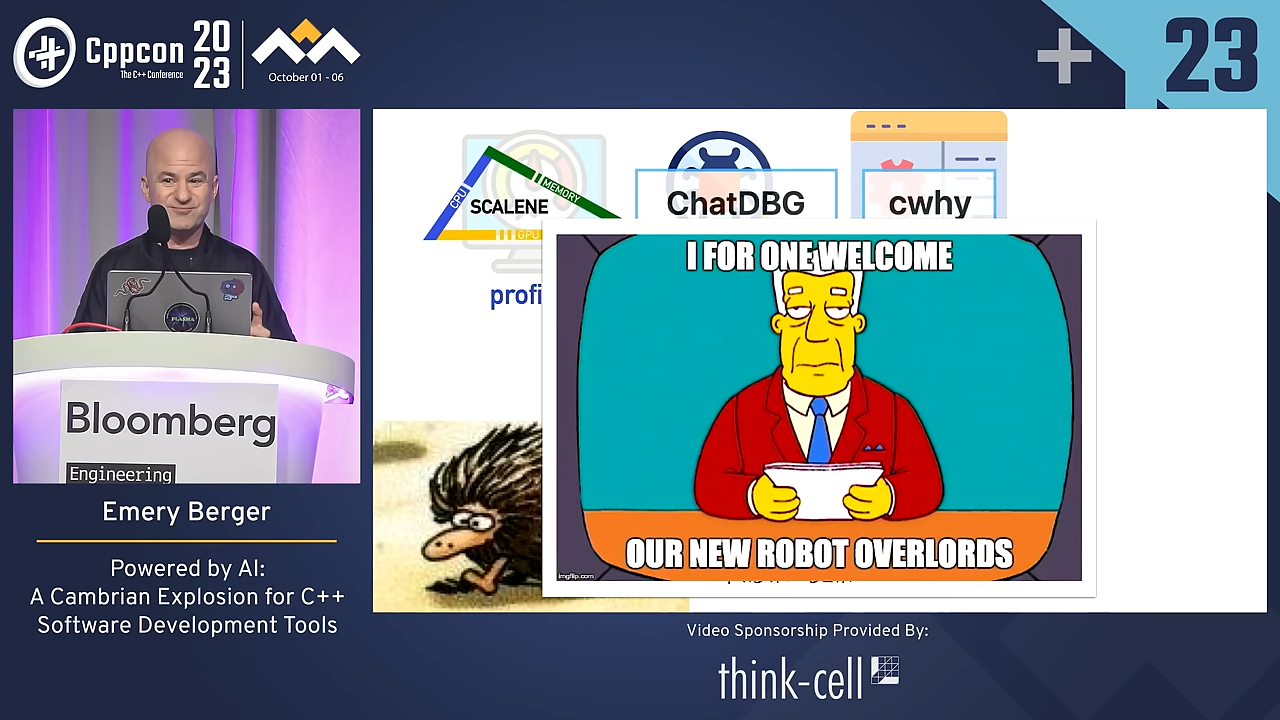 Cppcon
The C++ Conference
20
23
October 01 - 06
23
CPU
MEMORY
SCALENE
GPU
ChatDBG
cwhy
profi
I FOR ONE WELCOME
OUR NEW ROBOT OVERLORDS
imgflip.com
PLASMA
Bloomberg
Engineering
Emery Berger
Powered by AI:
A Cambrian Explosion for C++
Software Development Tools
Video Sponsorship Provided By:
think-cell